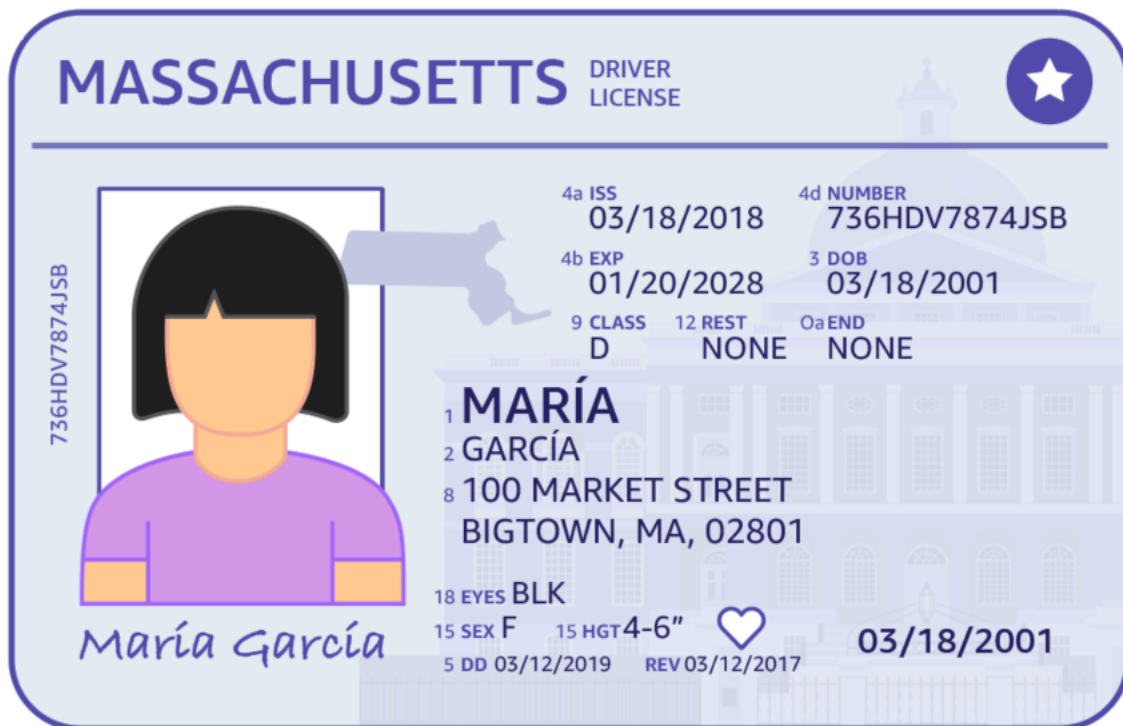 MASSACHUSETTS DRIVER LICENSE
736HDV7874JSB
4a ISS 4d NUMBER
03/18/2018 736HDV7874JSB
4b EXP 3 DOB
01/20/2028 03/18/2001
9 CLASS 12 REST OaEND
D NONE NONE
1 MARÍA
2 GARCÍA
8 100 MARKET STREET
BIGTOWN, MA, 02801
18 EYES BLK
15 SEX F 15 HGT 4-6”
María García
03/18/2001
5 DD 03/12/2019 REV 03/12/2017